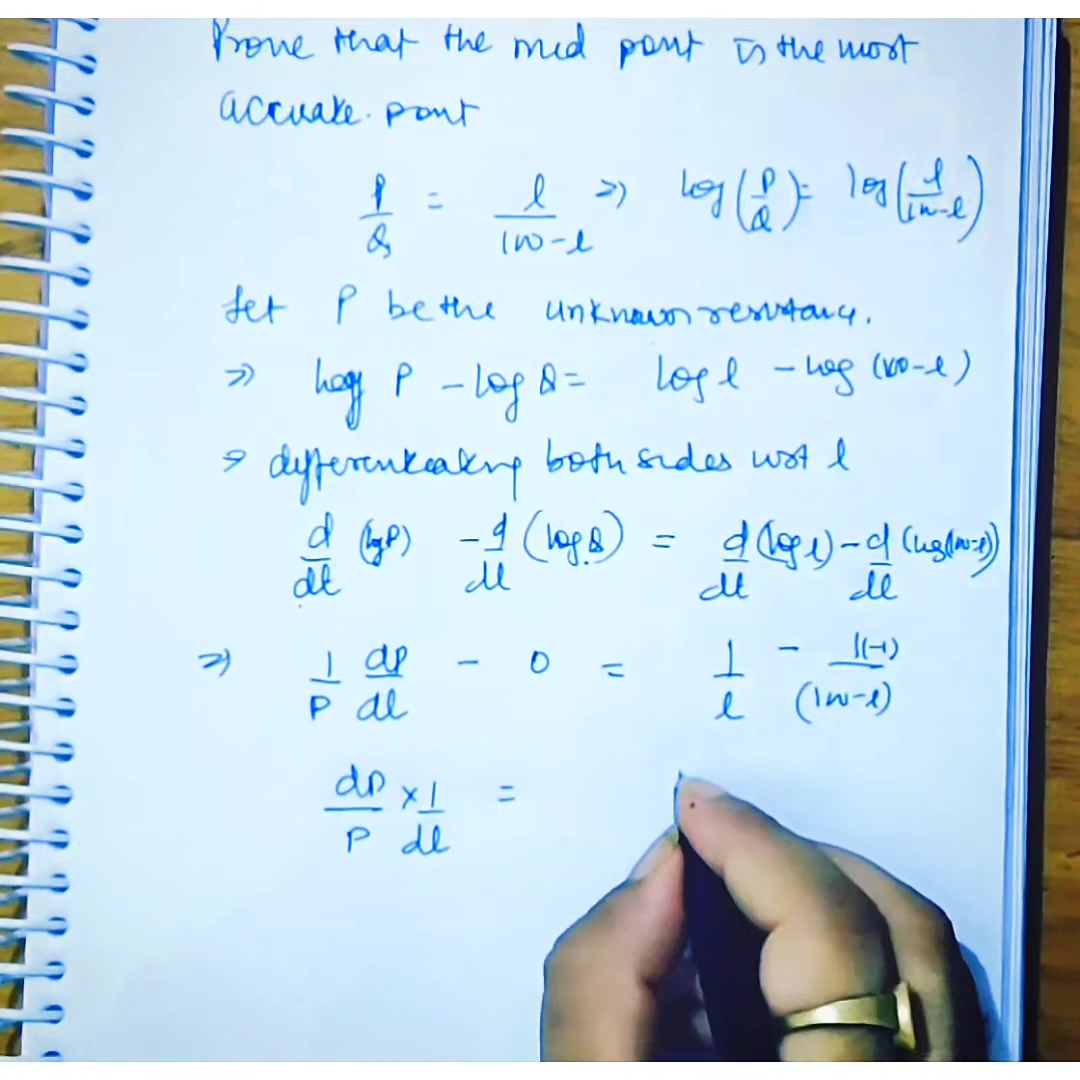 Prove that the mid point is the most
accurate. point
P/Q = l/(100-l) => log(P/Q) = log(l/(100-l))
Let P be the unknown resistance.
=> log P - log Q = log l - log (100-l)
=> differentiating both sides wrt l
d/dl (log P) - d/dl (log Q) = d/dl (log l) - d/dl (log(100-l))
=> 1/P dP/dl - 0 = 1/l - 1(-1)/(100-l)
dP/P × 1/dl =